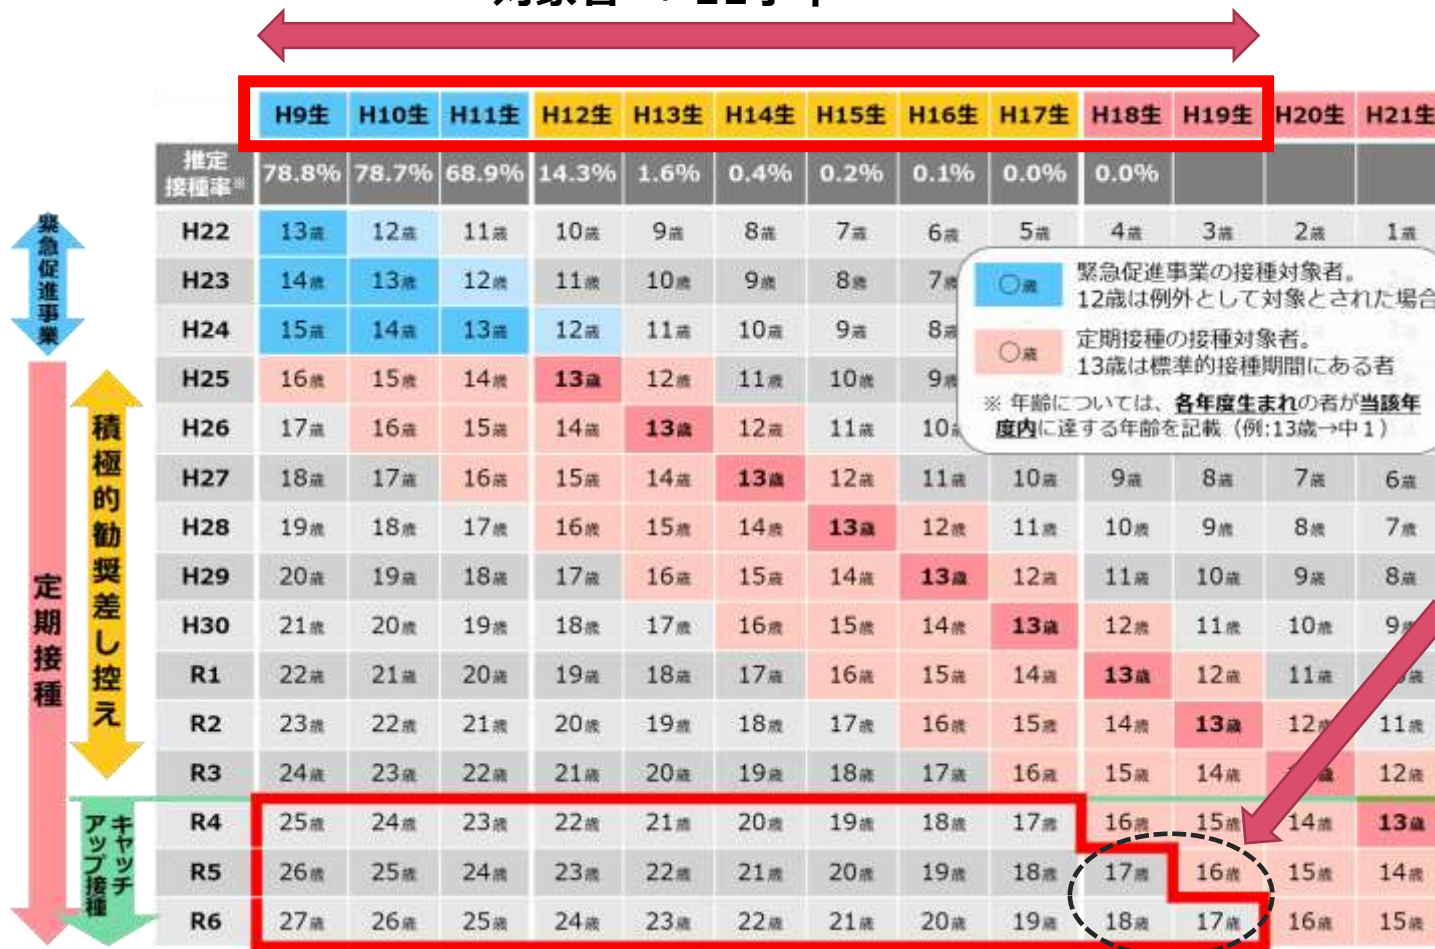 H9生 H10生 H11生 H12生 H13生 H14生 H15生 H16生 H17生 H18生 H19生 H20生 H21生
推定
接種率※ 78.8% 78.7% 68.9% 14.3% 1.6% 0.4% 0.2% 0.1% 0.0% 0.0%
H22 13歳 12歳 11歳 10歳 9歳 8歳 7歳 6歳 5歳 4歳 3歳 2歳 1歳
H23 14歳 13歳 12歳 11歳 10歳 9歳 8歳 7歳
H24 15歳 14歳 13歳 12歳 11歳 10歳 9歳 8歳
H25 16歳 15歳 14歳 13歳 12歳 11歳 10歳 9歳
H26 17歳 16歳 15歳 14歳 13歳 12歳 11歳 10歳
H27 18歳 17歳 16歳 15歳 14歳 13歳 12歳 11歳 10歳 9歳 8歳 7歳 6歳
H28 19歳 18歳 17歳 16歳 15歳 14歳 13歳 12歳 11歳 10歳 9歳 8歳 7歳
H29 20歳 19歳 18歳 17歳 16歳 15歳 14歳 13歳 12歳 11歳 10歳 9歳 8歳
H30 21歳 20歳 19歳 18歳 17歳 16歳 15歳 14歳 13歳 12歳 11歳 10歳 9歳
R1 22歳 21歳 20歳 19歳 18歳 17歳 16歳 15歳 14歳 13歳 12歳 11歳
R2 23歳 22歳 21歳 20歳 19歳 18歳 17歳 16歳 15歳 14歳 13歳 12歳 11歳
R3 24歳 23歳 22歳 21歳 20歳 19歳 18歳 17歳 16歳 15歳 14歳 歳 12歳
R4 25歳 24歳 23歳 22歳 21歳 20歳 19歳 18歳 17歳 16歳 15歳 14歳 13歳
R5 26歳 25歳 24歳 23歳 22歳 21歳 20歳 19歳 18歳 17歳 16歳 15歳 14歳
R6 27歳 26歳 25歳 24歳 23歳 22歳 21歳 20歳 19歳 18歳 17歳 16歳 15歳
○歳 緊急促進事業の接種対象者。
12歳は例外として対象とされた場合
○歳 定期接種の接種対象者。
13歳は標準的接種期間にある者
※ 年齢については、各年度生まれの者が当該年
度内に達する年齢を記載（例:13歳→中1）
緊急促進事業
定期接種
積極的勧奨差し控え
キャッチ
アップ接種